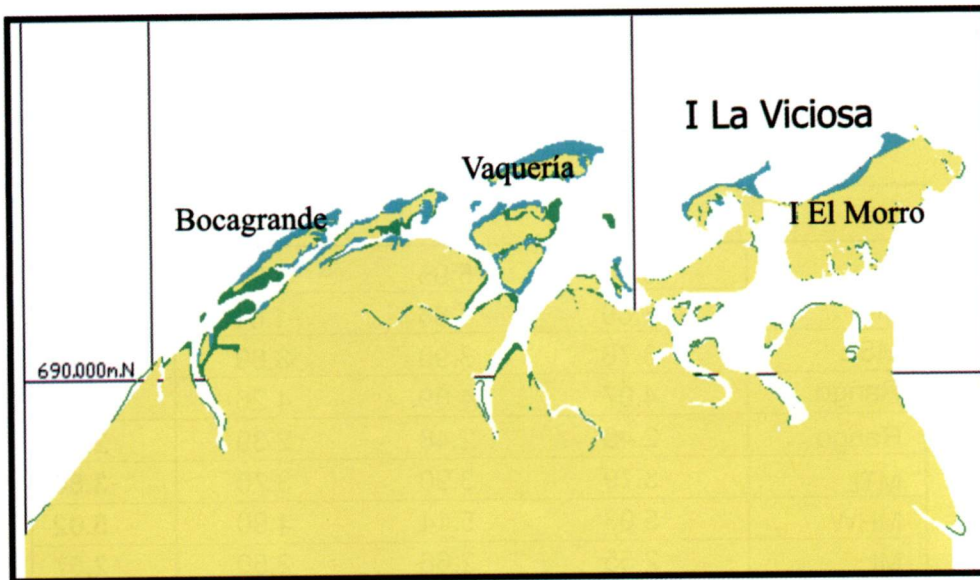 I La Viciosa
Vaquería
Bocagrande
I El Morro
690.000m.N